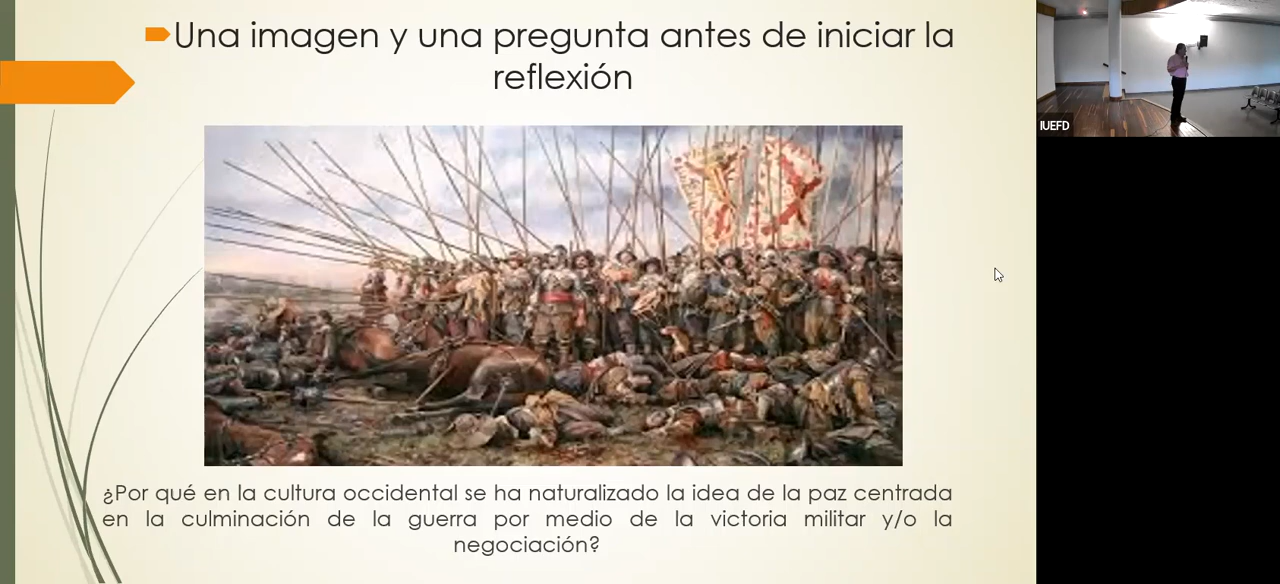 Una imagen y una pregunta antes de iniciar la
reflexión
IUEFD
¿Por qué en la cultura occidental se ha naturalizado la idea de la paz centrada
en la culminación de la guerra por medio de la victoria militar y/o la
negociación?